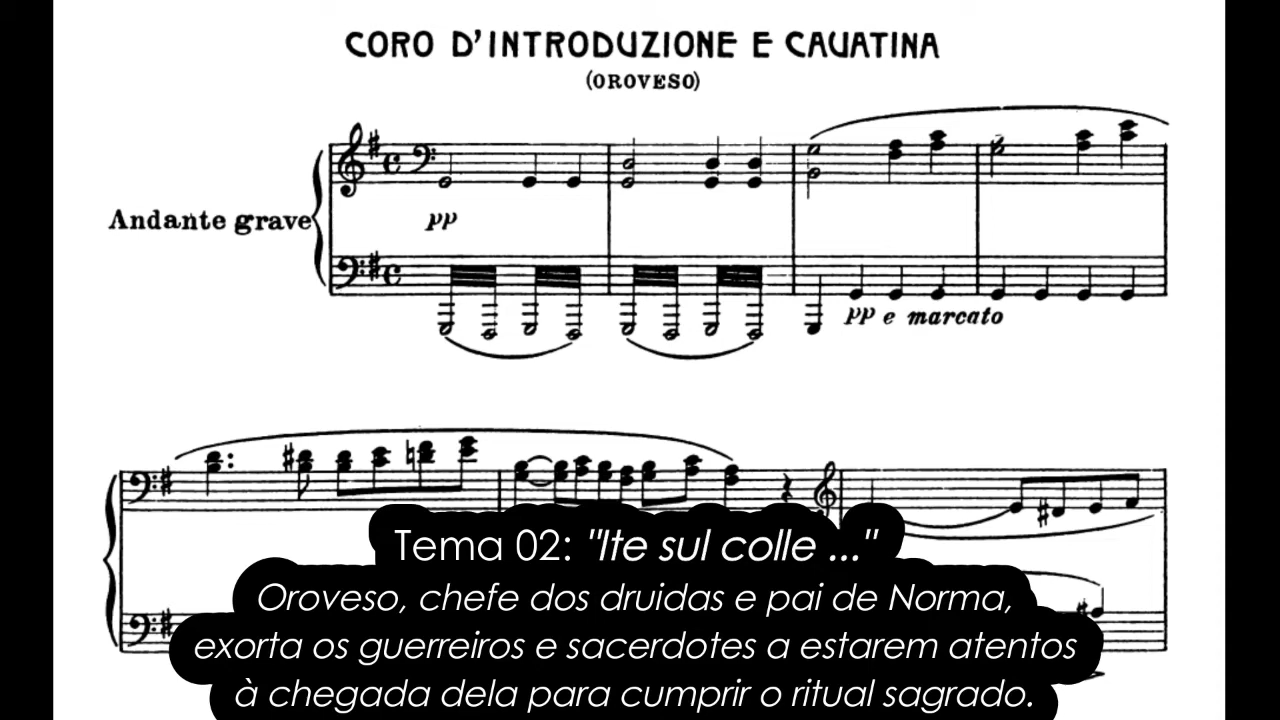 CORO D'INTRODUZIONE E CAVATINA
(OROVESO)
Andante grave
pp
pp e marcato
Tema 02: "Ite sul colle ..."
Oroveso, chefe dos druidas e pai de Norma,
exorta os guerreiros e sacerdotes a estarem atentos
à chegada dela para cumprir o ritual sagrado.